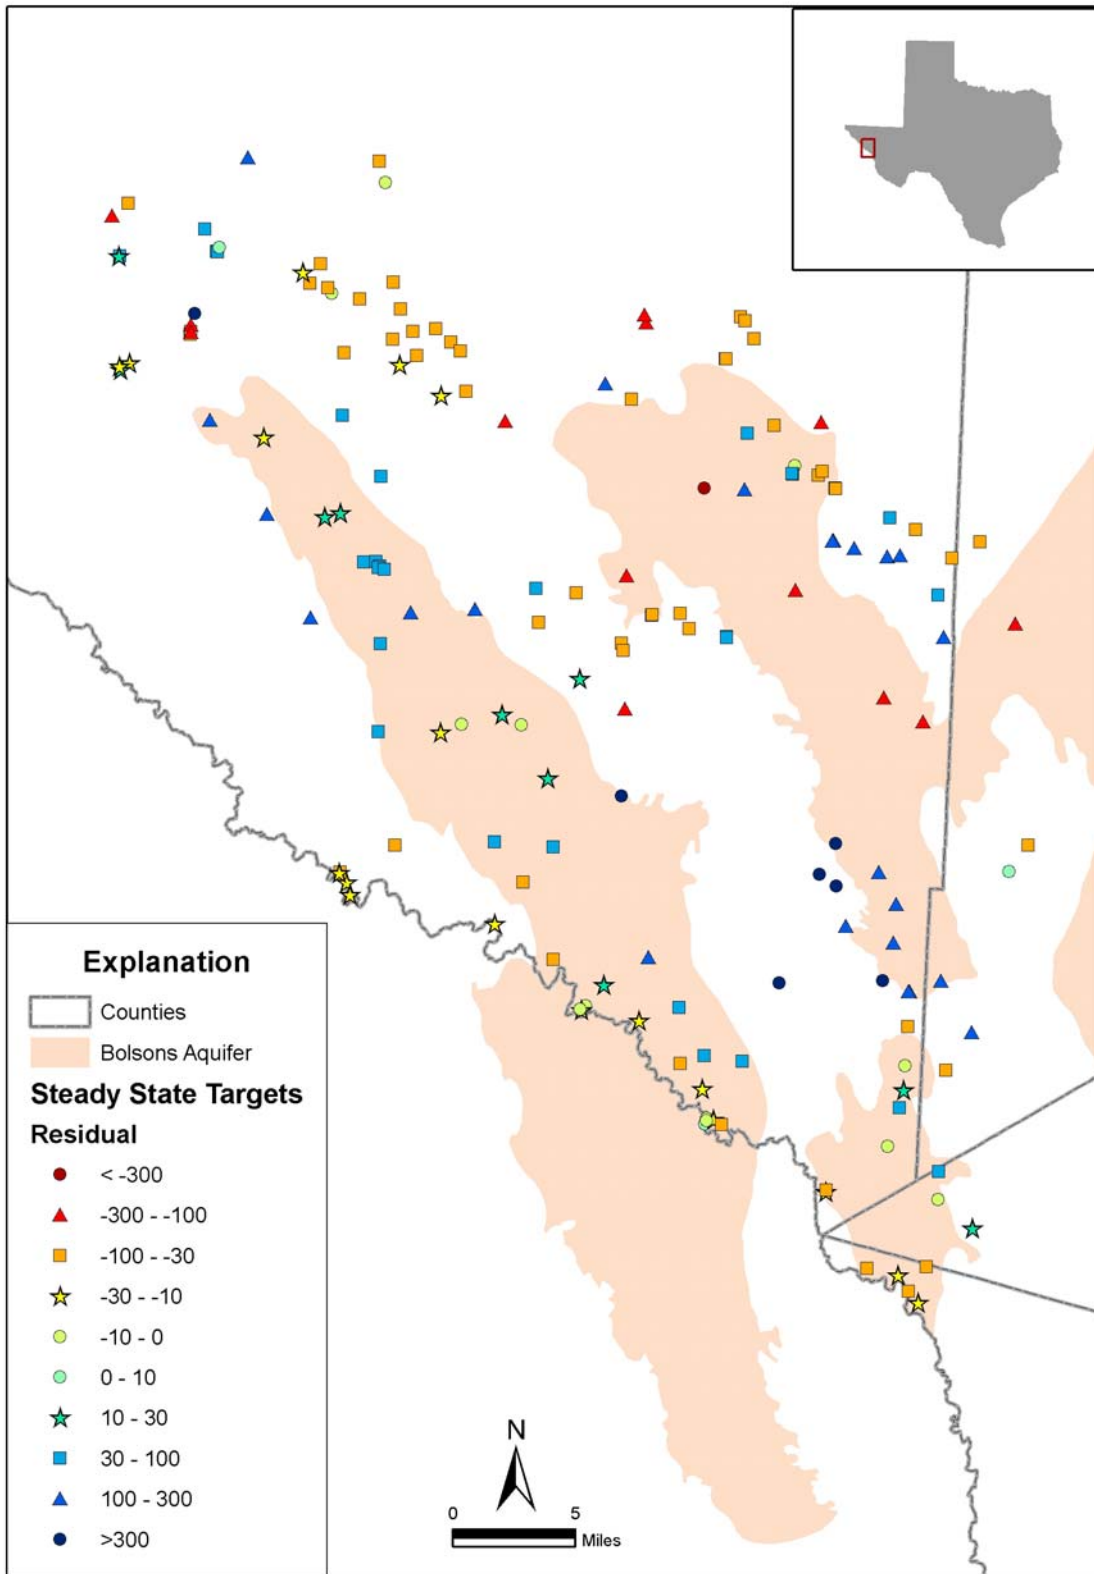 Explanation
Counties
Bolsons Aquifer
Steady State Targets
Residual
< -300
-300 - -100
-100 - -30
-30 - -10
-10 - 0
0 - 10
10 - 30
30 - 100
100 - 300
>300
N
0 5
Miles